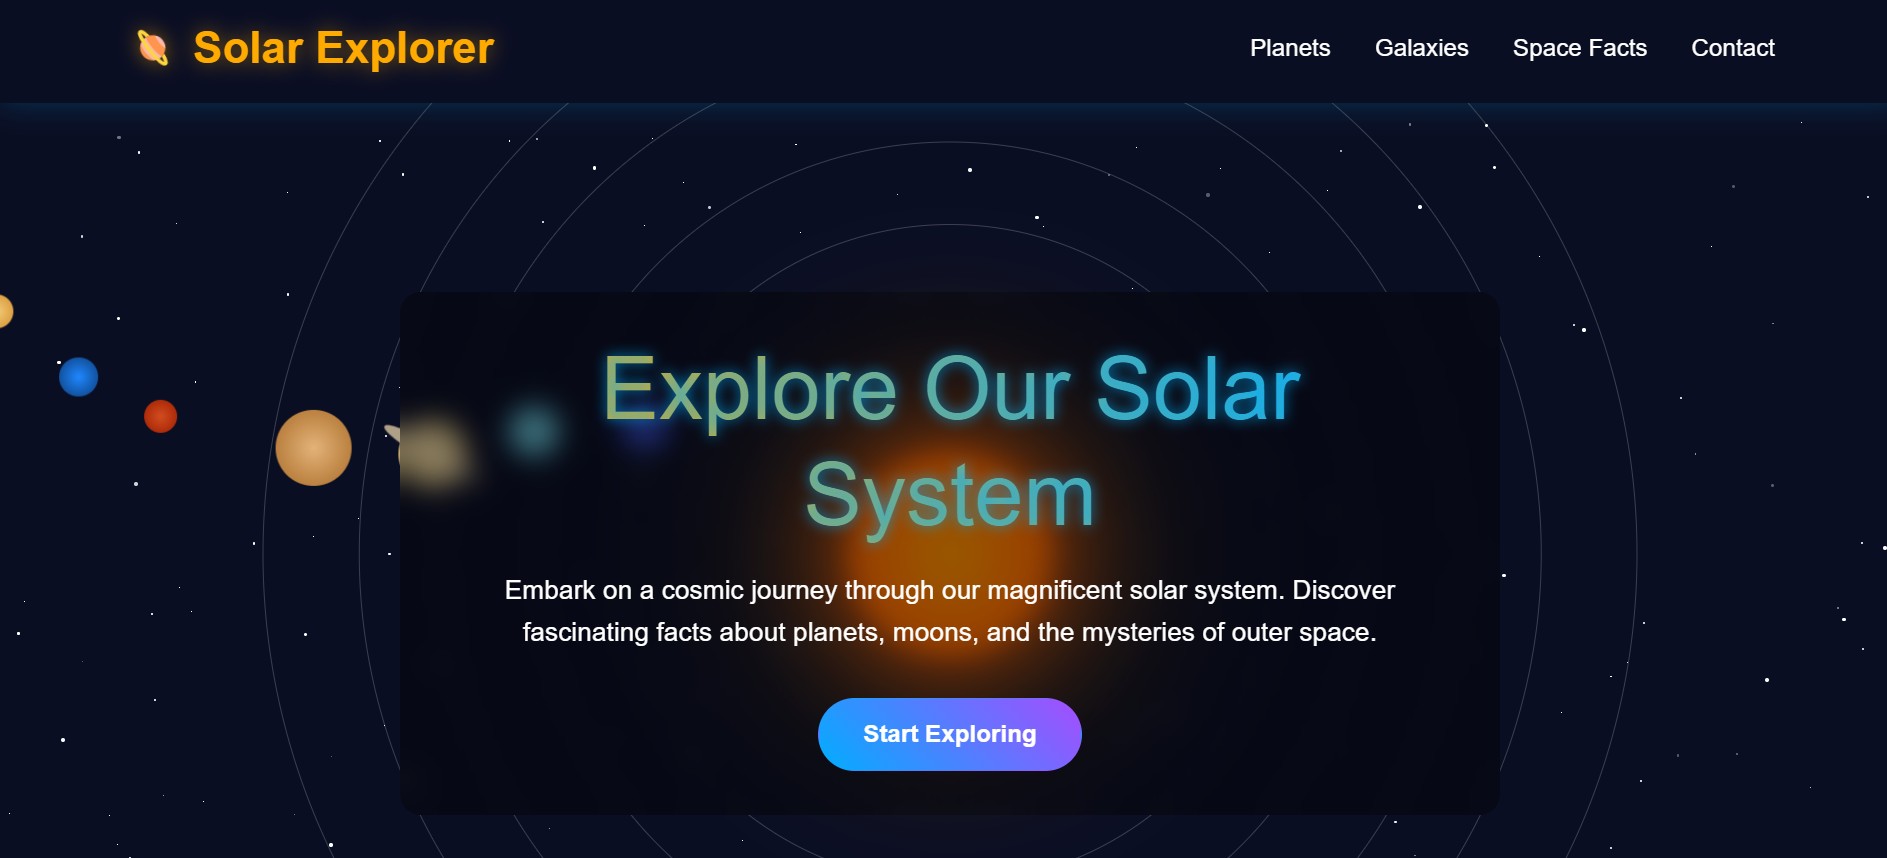 Solar Explorer
Planets Galaxies Space Facts Contact
Explore Our Solar
System
Embark on a cosmic journey through our magnificent solar system. Discover
fascinating facts about planets, moons, and the mysteries of outer space.
Start Exploring